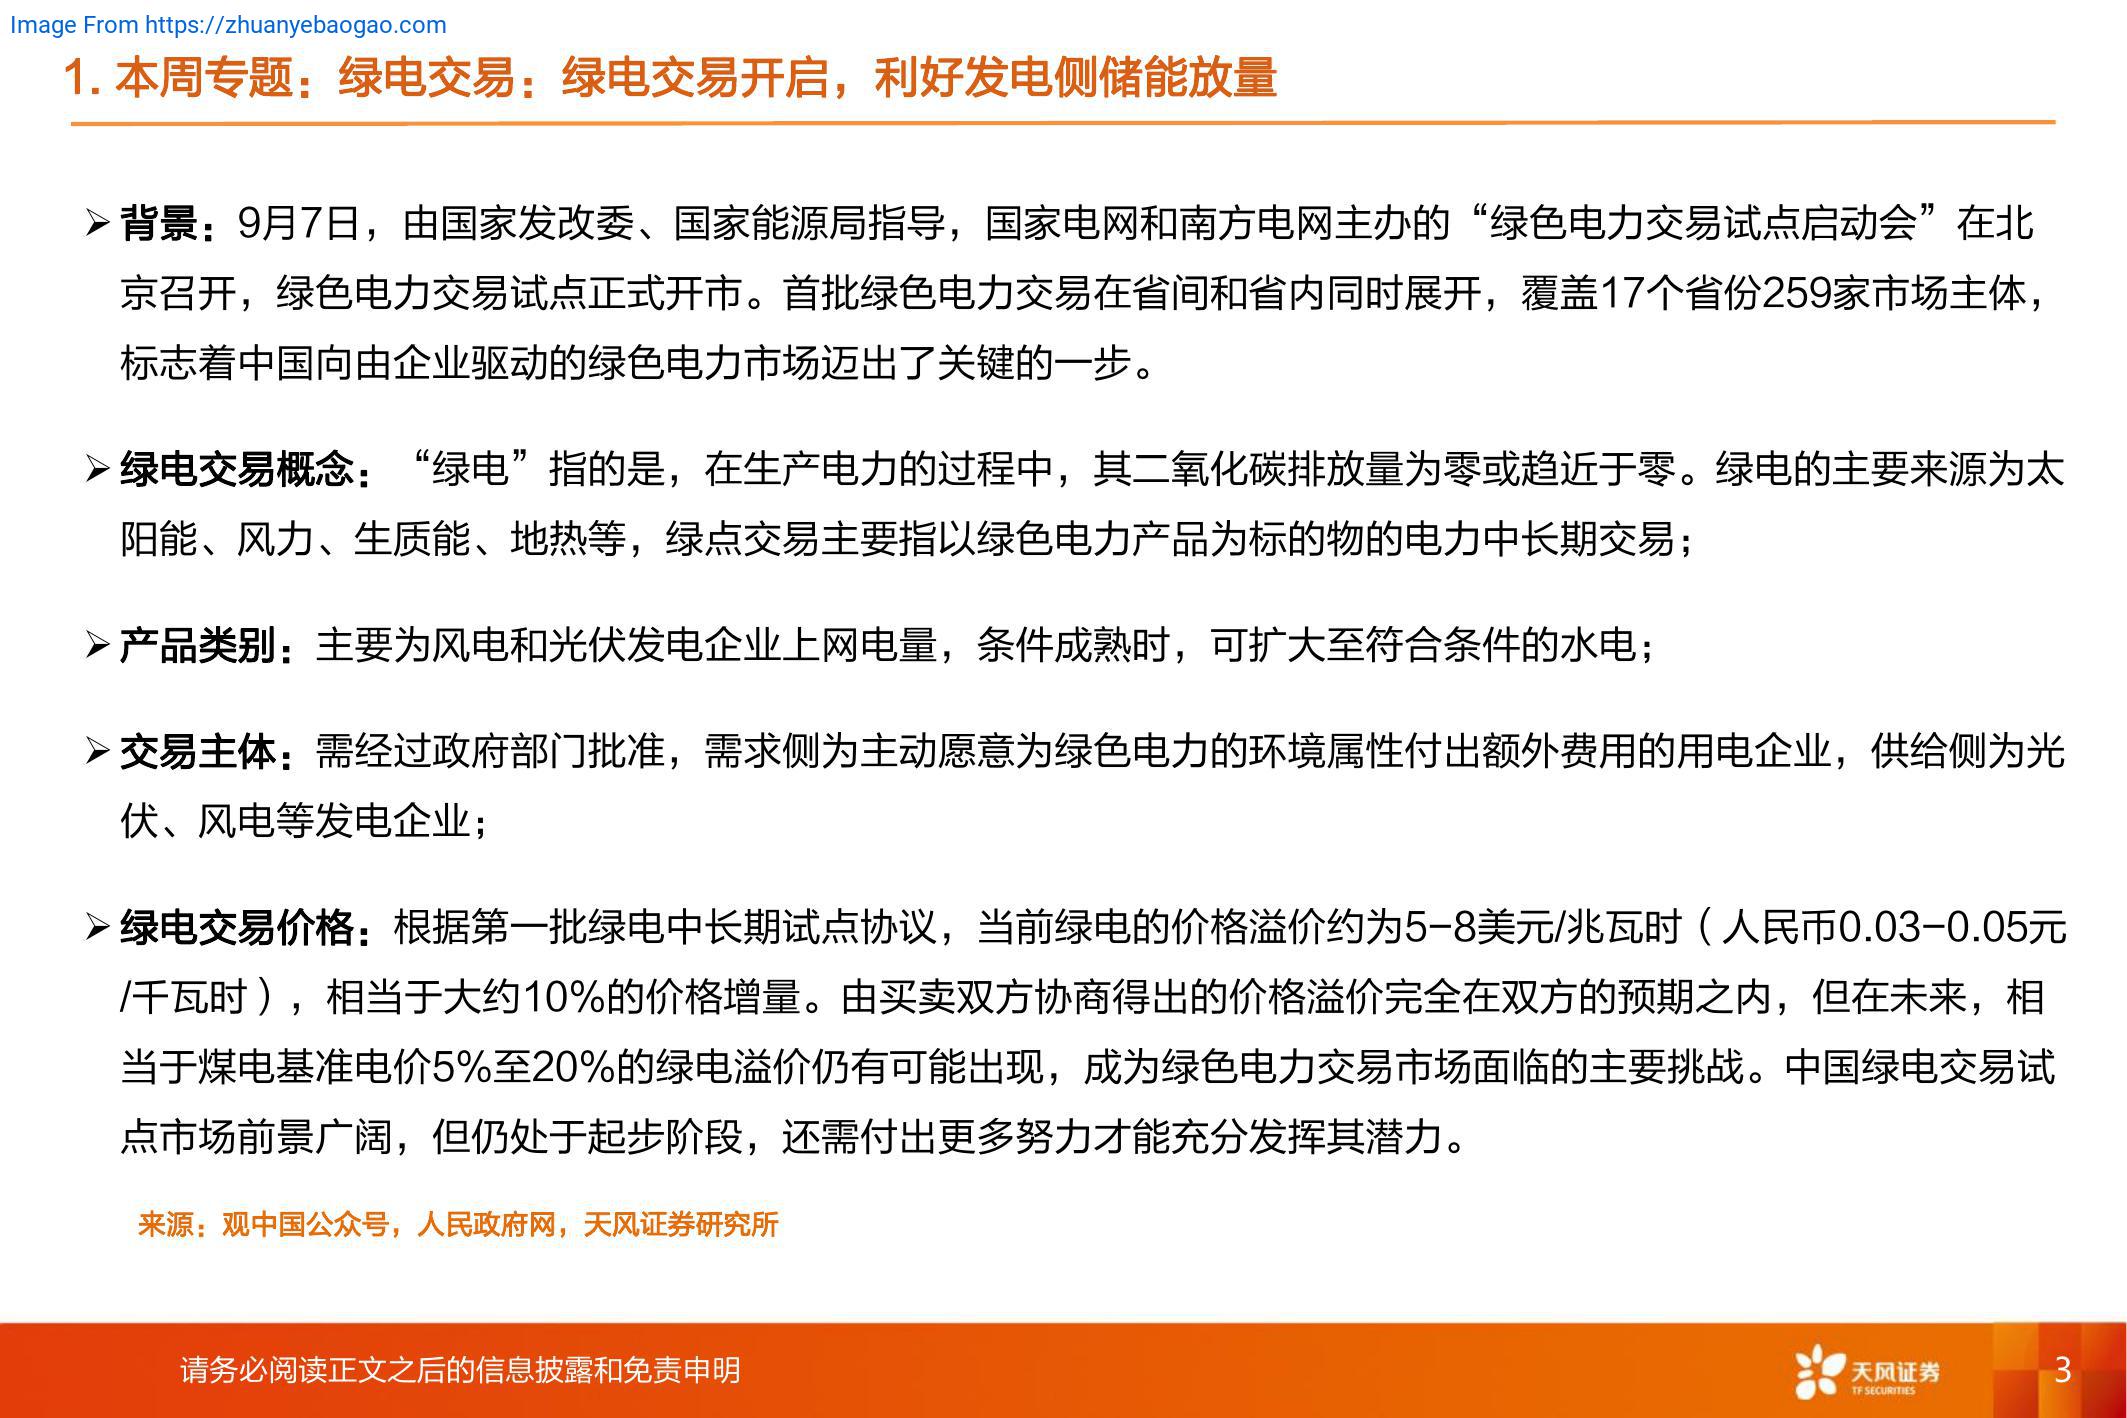 Image From https://zhuanyebaogao.com
1. 本周专题：绿电交易：绿电交易开启，利好发电侧储能放量
➢ 背景：9月7日，由国家发改委、国家能源局指导，国家电网和南方电网主办的“绿色电力交易试点启动会”在北
京召开，绿色电力交易试点正式开市。首批绿色电力交易在省间和省内同时展开，覆盖17个省份259家市场主体，
标志着中国向由企业驱动的绿色电力市场迈出了关键的一步。
➢ 绿电交易概念：“绿电”指的是，在生产电力的过程中，其二氧化碳排放量为零或趋近于零。绿电的主要来源为太
阳能、风力、生质能、地热等，绿点交易主要指以绿色电力产品为标的物的电力中长期交易；
➢ 产品类别：主要为风电和光伏发电企业上网电量，条件成熟时，可扩大至符合条件的水电；
➢ 交易主体：需经过政府部门批准，需求侧为主动愿意为绿色电力的环境属性付出额外费用的用电企业，供给侧为光
伏、风电等发电企业；
➢ 绿电交易价格：根据第一批绿电中长期试点协议，当前绿电的价格溢价约为5-8美元/兆瓦时（人民币0.03-0.05元
/千瓦时），相当于大约10%的价格增量。由买卖双方协商得出的价格溢价完全在双方的预期之内，但在未来，相
当于煤电基准电价5%至20%的绿电溢价仍有可能出现，成为绿色电力交易市场面临的主要挑战。中国绿电交易试
点市场前景广阔，但仍处于起步阶段，还需付出更多努力才能充分发挥其潜力。
来源：观中国公众号，人民政府网，天风证券研究所
请务必阅读正文之后的信息披露和免责申明
天风证券
TF SECURITIES
3